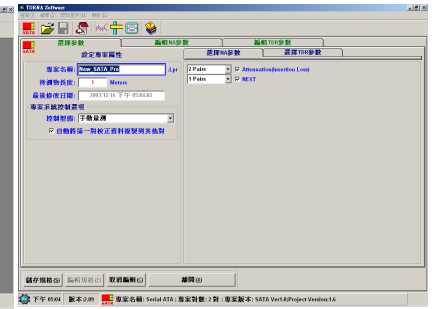 TDRNA Software
SATA
選擇參數
編輯NA參數
編輯TDR參數
SATA
設定專案屬性
專案名稱: New_SATA_Pro .lpr
待測物長度: 1 Meters
最後修改日期: 2003/12/16 下午 05:04:02
專案系統控制選項
控制型態: 手動量測
自動將第一對校正資料複製到其他對
選擇NA參數
選擇TDR參數
2 Pairs Attenuation(Insertion Loss)
1 Pairs NEXT
儲存規格(S)
編輯規格(E)
取消編輯(C)
離開(X)
下午 05:04 版本:2.09 SATA 專案名稱: Serial ATA ; 專案對數: 2 對 ; 專案版本: SATA Ver1.0;Project Version:1.6